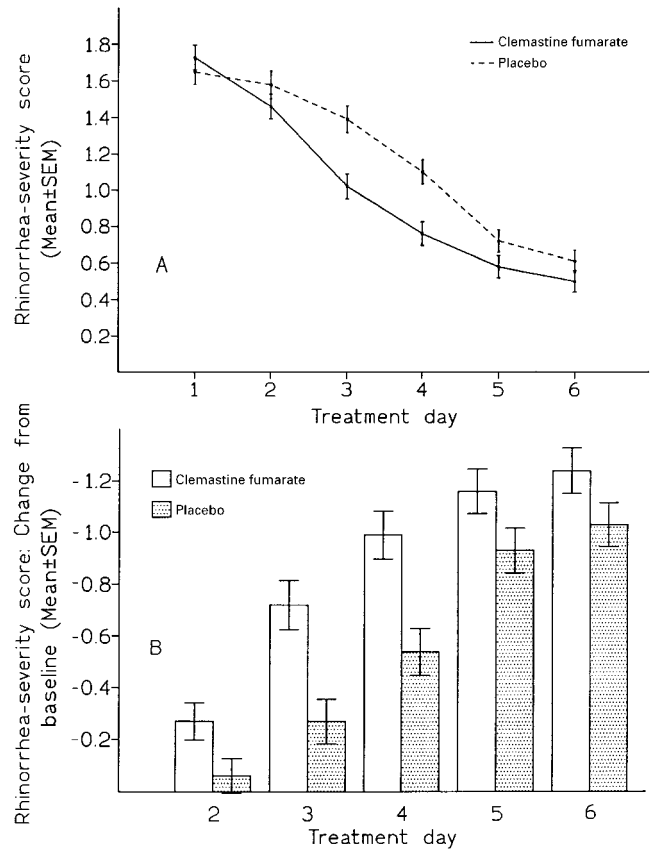 Rhinorrhea-severity score
(Mean±SEM)
1.8
1.6
1.4
1.2
1.0
0.8
0.6
0.4
0.2
Clemastine fumarate
Placebo
A
1 2 3 4 5 6
Treatment day
Rhinorrhea-severity score: Change from
baseline (Mean±SEM)
-1.2
-1.0
-0.8
-0.6
-0.4
-0.2
Clemastine fumarate
Placebo
B
2 3 4 5 6
Treatment day